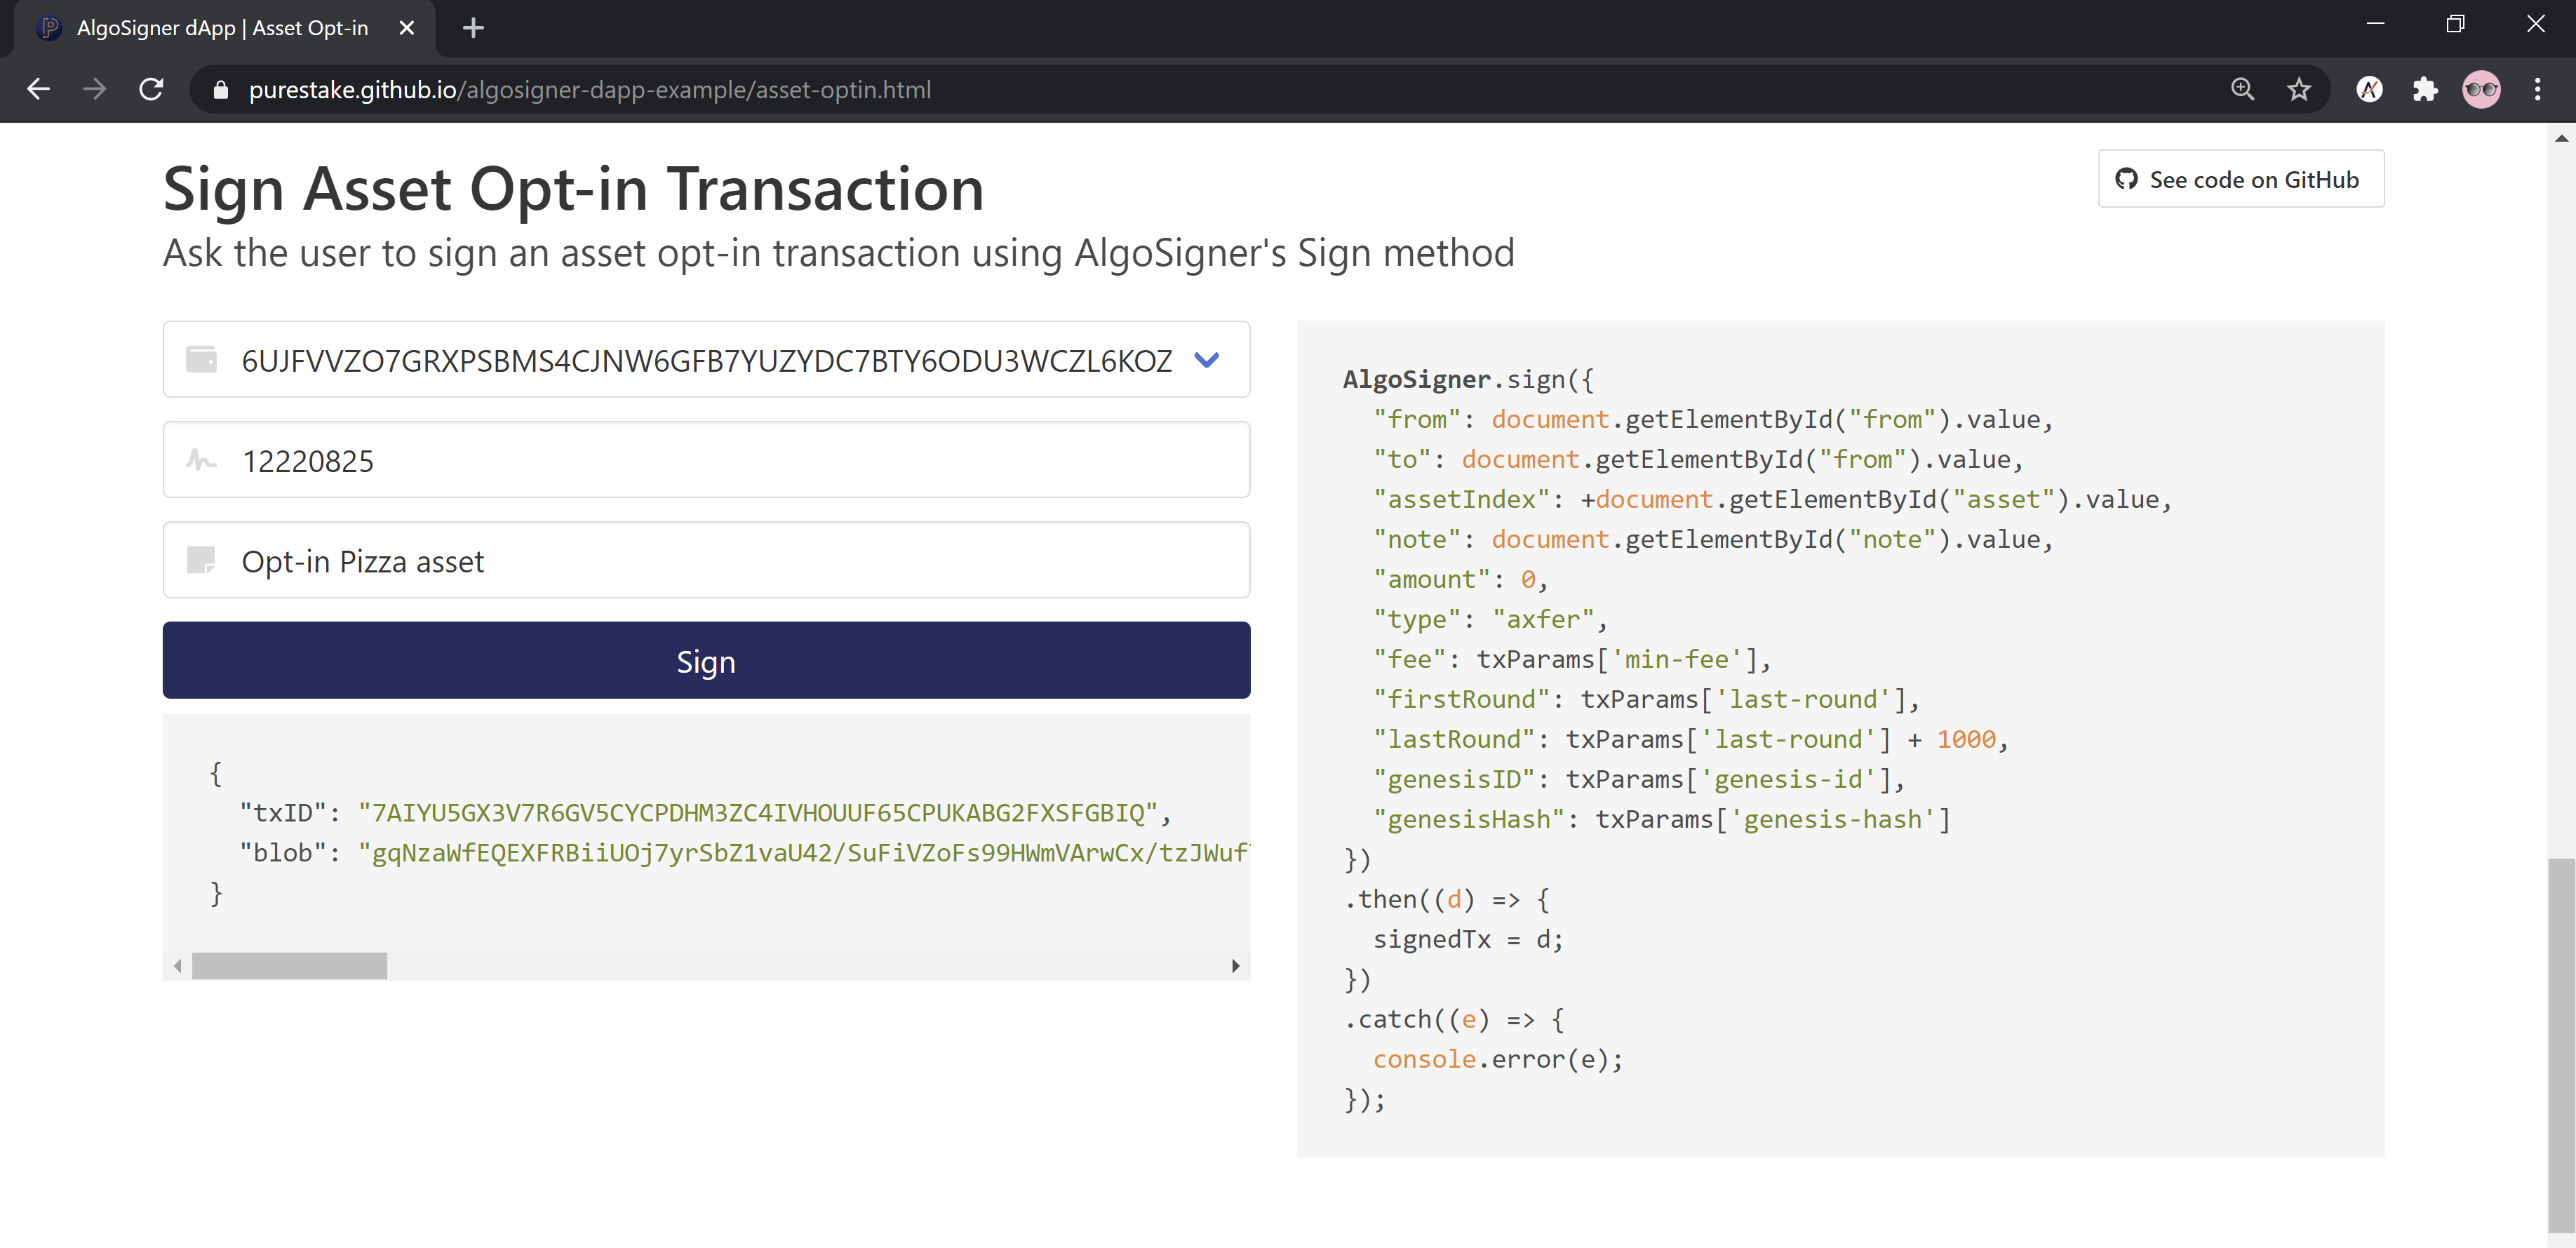 AlgoSigner dApp | Asset Opt-in
purestake.github.io/algosigner-dapp-example/asset-optin.html
Sign Asset Opt-in Transaction
See code on GitHub
Ask the user to sign an asset opt-in transaction using AlgoSigner's Sign method
6UJFVVZO7GRXPSBMS4CJNW6GFB7YUZYDC7BTY6ODU3WCZL6KOZ
12220825
Opt-in Pizza asset
Sign
{
"txID": "7AIYU5GX3V7R6GV5CYCPDHM3ZC4IVHOUUF65CPUKABG2FXSFGBIQ",
"blob": "gqNzaWfEQEXFRBiiUOj7yrSbZ1vaU42/SuFiVZoFs99HWmVArwCx/tzJWuf
}
AlgoSigner.sign({
"from": document.getElementById("from").value,
"to": document.getElementById("from").value,
"assetIndex": +document.getElementById("asset").value,
"note": document.getElementById("note").value,
"amount": 0,
"type": "axfer",
"fee": txParams['min-fee'],
"firstRound": txParams['last-round'],
"lastRound": txParams['last-round'] + 1000,
"genesisID": txParams['genesis-id'],
"genesisHash": txParams['genesis-hash']
})
.then((d) => {
signedTx = d;
})
.catch((e) => {
console.error(e);
});